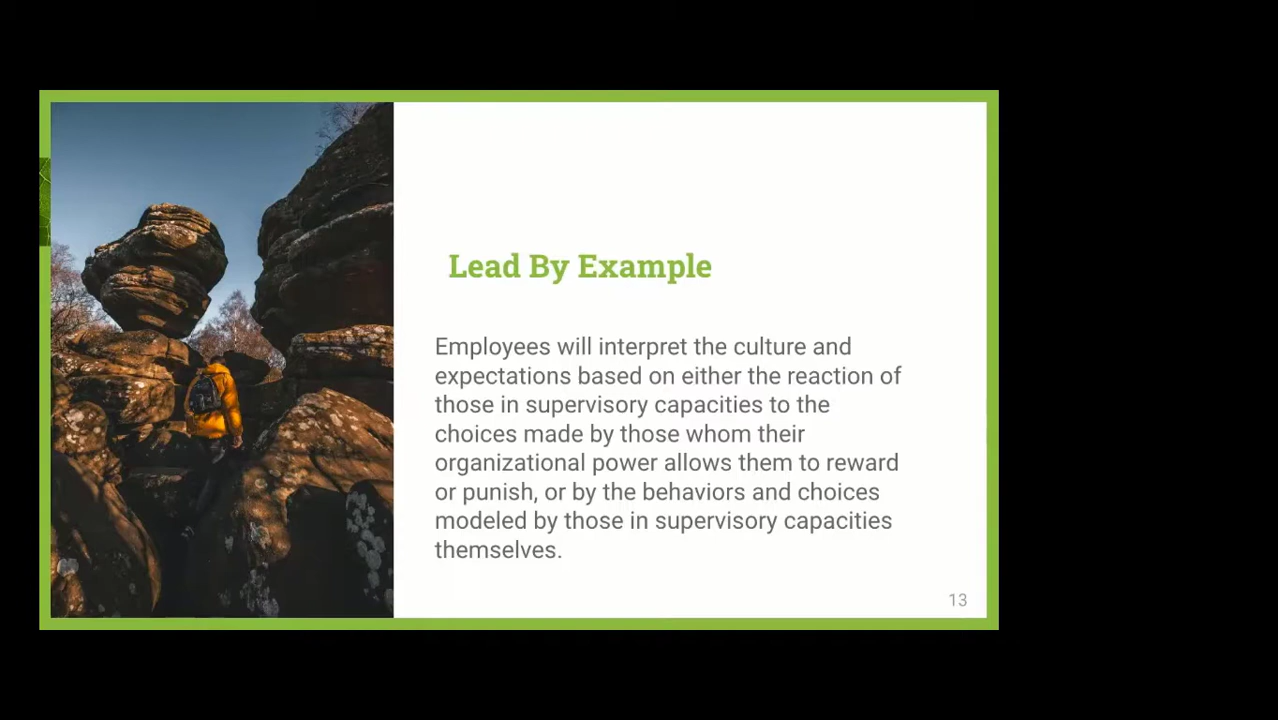 Lead By Example
Employees will interpret the culture and
expectations based on either the reaction of
those in supervisory capacities to the
choices made by those whom their
organizational power allows them to reward
or punish, or by the behaviors and choices
modeled by those in supervisory capacities
themselves.
13